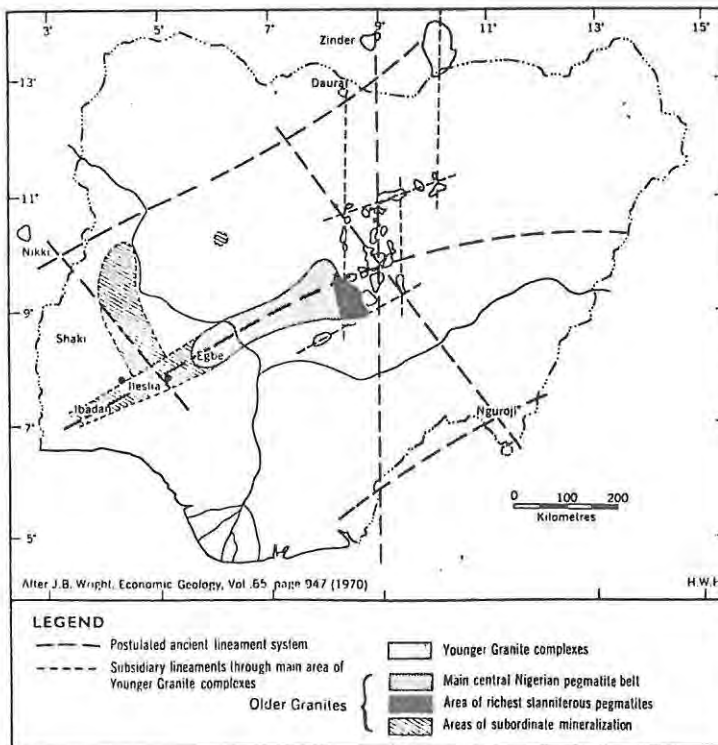 3'
5'
7'
9'
11'
13'
15'
Zinder
13'
Daura
11'
Nikki
9'
Shaki
Egbe
Ilesha
Ibadan
Nguroji
7'
0 100 200
Kilometres
5'
After J.B. Wright, Economic Geology, Vol. 65 page 947 (1970)
H.W.H
LEGEND
Postulated ancient lineament system
Subsidiary lineaments through main area of
Younger Granite complexes
Older Granites
Younger Granite complexes
Main central Nigerian pegmatite belt
Area of richest stanniferous pegmatites
Areas of subordinate mineralization